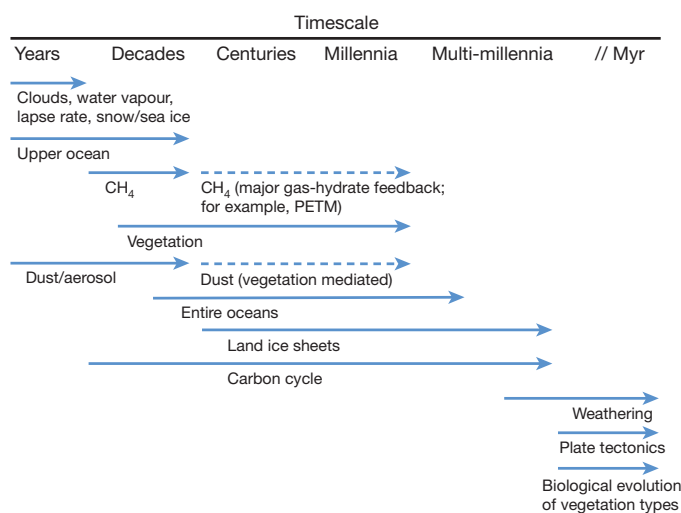 Timescale
Years Decades Centuries Millennia Multi-millennia // Myr
Clouds, water vapour,
lapse rate, snow/sea ice
Upper ocean
CH4
CH4 (major gas-hydrate feedback;
for example, PETM)
Vegetation
Dust/aerosol
Dust (vegetation mediated)
Entire oceans
Land ice sheets
Carbon cycle
Weathering
Plate tectonics
Biological evolution
of vegetation types